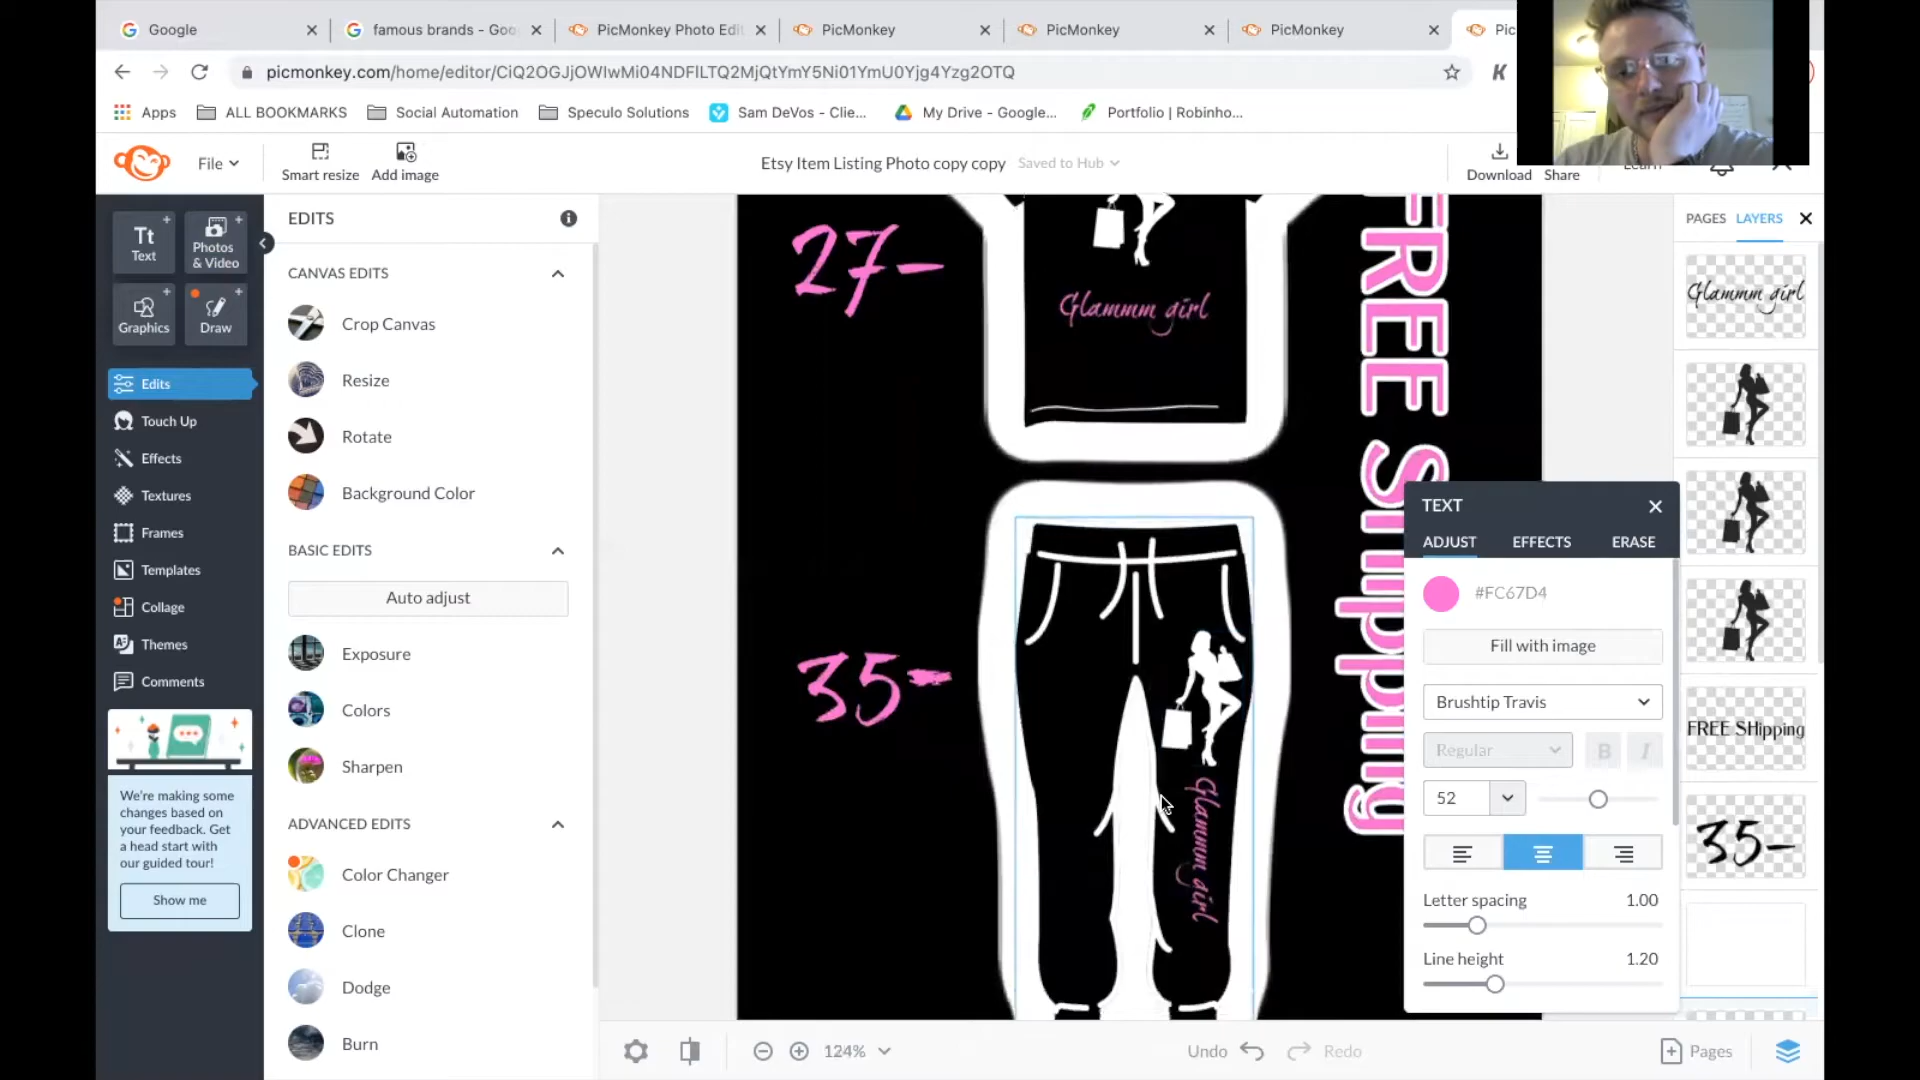 Google
famous brands - Goo
PicMonkey Photo Edit
PicMonkey
PicMonkey
PicMonkey
Pic
picmonkey.com/home/editor/CiQ2OGJjOWIwMi04NDFlLTQ2MjQtYmY5Ni01YmU0Yjg4Yzg2OTQ
K
Apps
ALL BOOKMARKS
Social Automation
Speculo Solutions
Sam DeVos - Clie...
My Drive - Google...
Portfolio | Robinho...
File
Smart resize
Add image
Etsy Item Listing Photo copy copy
Saved to Hub
Download
Share
Learn
Tt
Text
Photos
& Video
Graphics
Draw
Edits
Touch Up
Effects
Textures
Frames
Templates
Collage
Themes
Comments
We're making some
changes based on
your feedback. Get
a head start with
our guided tour!
Show me
EDITS
CANVAS EDITS
Crop Canvas
Resize
Rotate
Background Color
BASIC EDITS
Auto adjust
Exposure
Colors
Sharpen
ADVANCED EDITS
Color Changer
Clone
Dodge
Burn
27-
Glammm girl
35-
Glammm girl
FREE SHipping
TEXT
ADJUST
EFFECTS
ERASE
#FC67D4
Fill with image
Brushtip Travis
Regular
B
I
52
Letter spacing
1.00
Line height
1.20
PAGES
LAYERS
Glammm girl
FREE SHipping
35-
124%
Undo
Redo
Pages